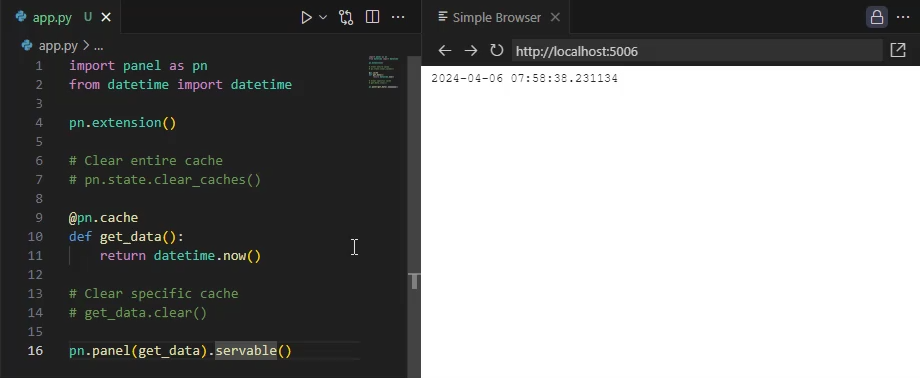 app.py U
app.py > ...
1 import panel as pn
2 from datetime import datetime
3
4 pn.extension()
5
6 # Clear entire cache
7 # pn.state.clear_caches()
8
9 @pn.cache
10 def get_data():
11     return datetime.now()
12
13 # Clear specific cache
14 # get_data.clear()
15
16 pn.panel(get_data).servable()
Simple Browser
http://localhost:5006
2024-04-06 07:58:38.231134